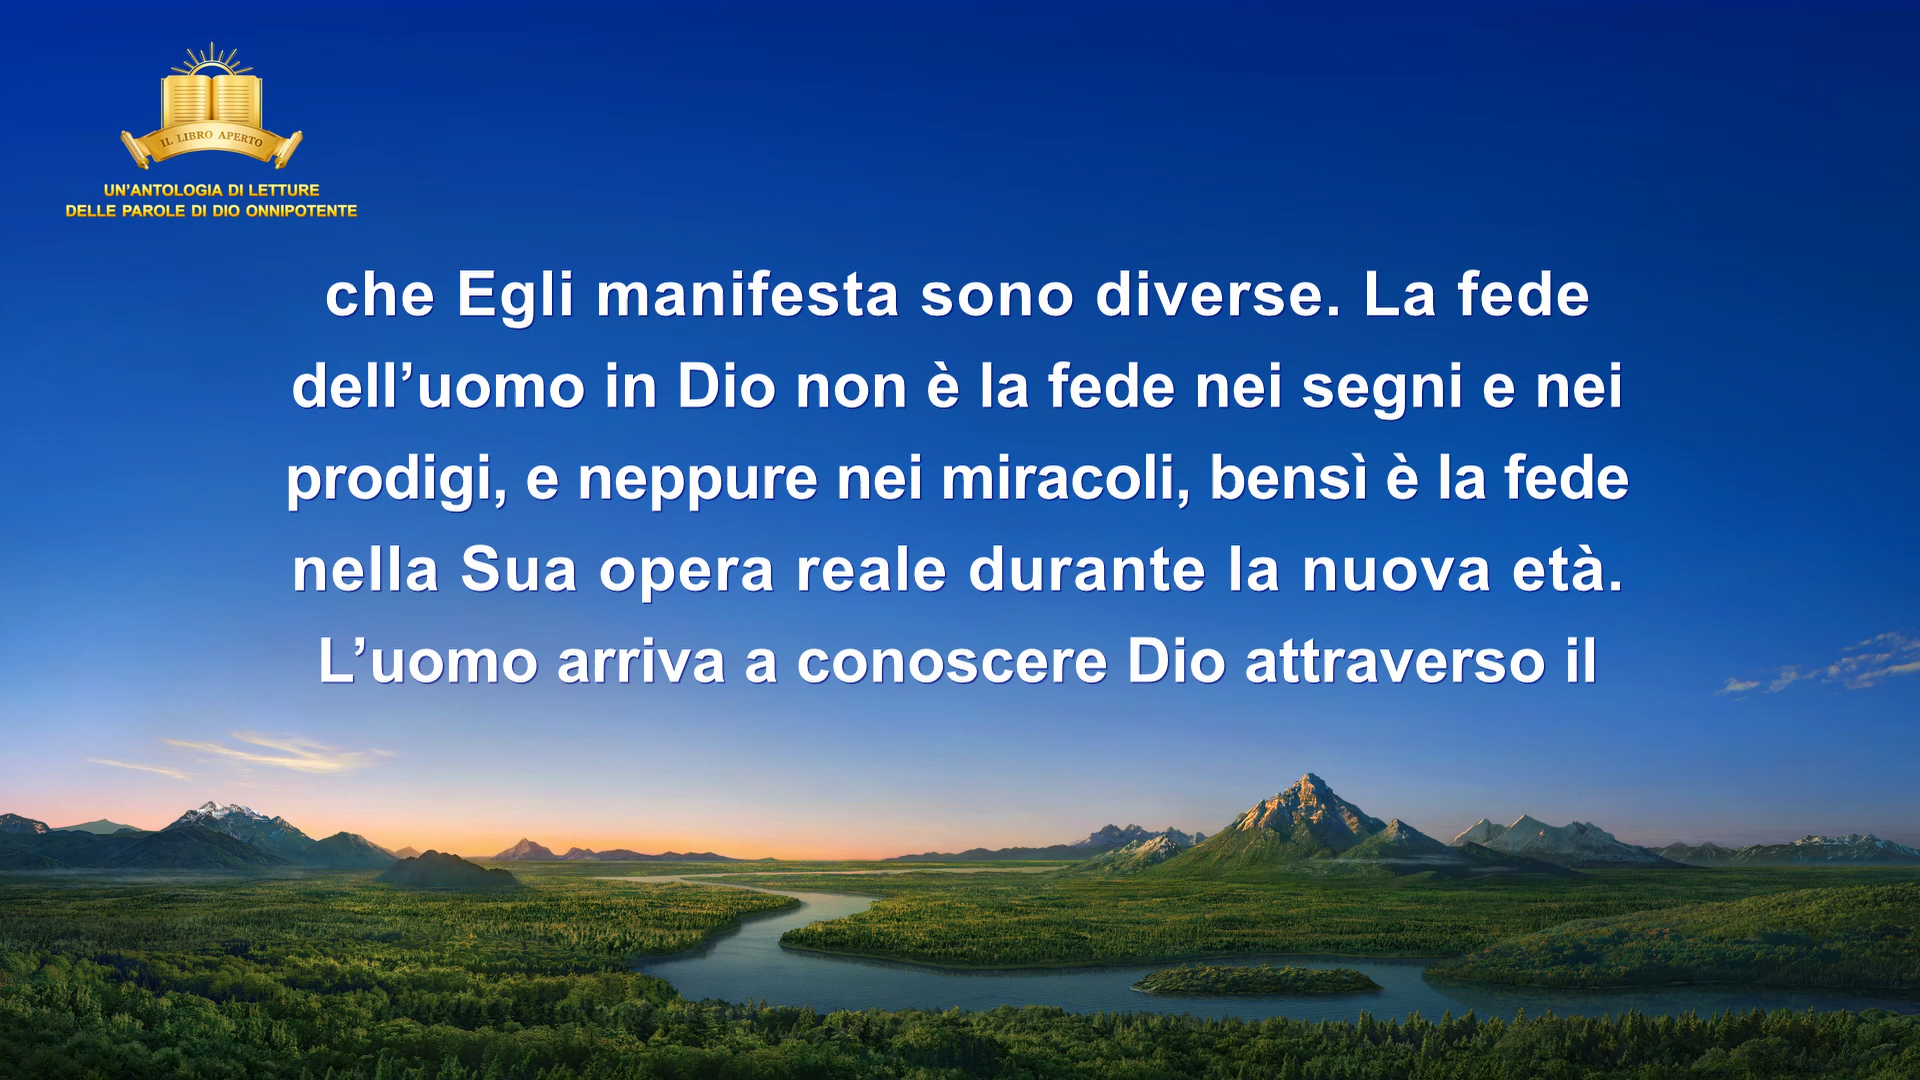 IL LIBRO APERTO
UN’ANTOLOGIA DI LETTURE
DELLE PAROLE DI DIO ONNIPOTENTE
che Egli manifesta sono diverse. La fede
dell’uomo in Dio non è la fede nei segni e nei
prodigi, e neppure nei miracoli, bensì è la fede
nella Sua opera reale durante la nuova età.
L’uomo arriva a conoscere Dio attraverso il